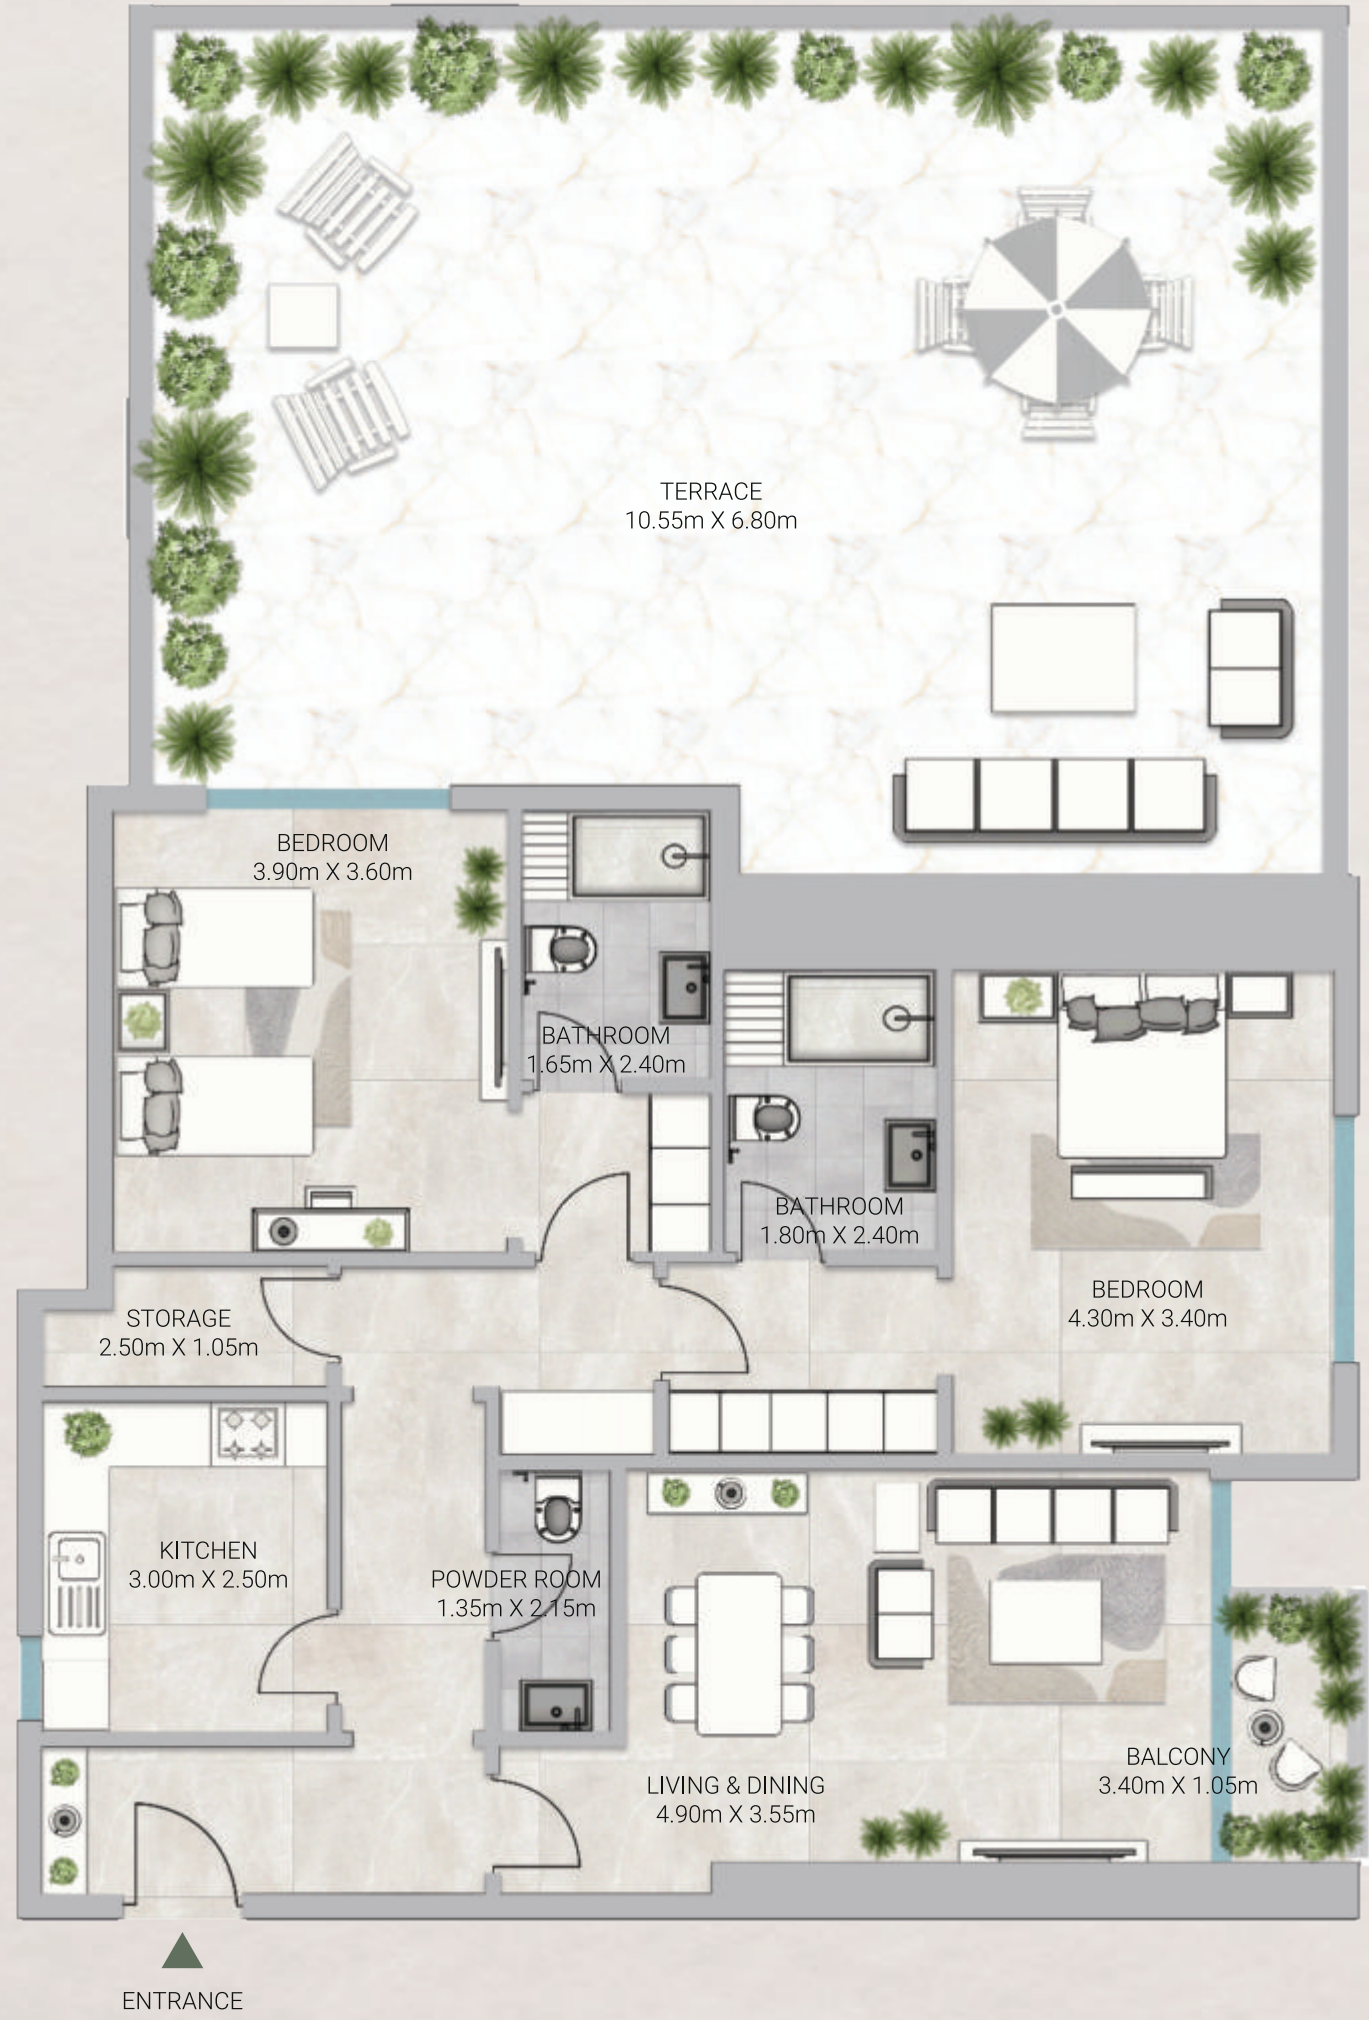 TERRACE
10.55m X 6.80m
BEDROOM
3.90m X 3.60m
BATHROOM
1.65m X 2.40m
BATHROOM
1.80m X 2.40m
BEDROOM
4.30m X 3.40m
STORAGE
2.50m X 1.05m
KITCHEN
3.00m X 2.50m
POWDER ROOM
1.35m X 2.15m
LIVING & DINING
4.90m X 3.55m
BALCONY
3.40m X 1.05m
ENTRANCE